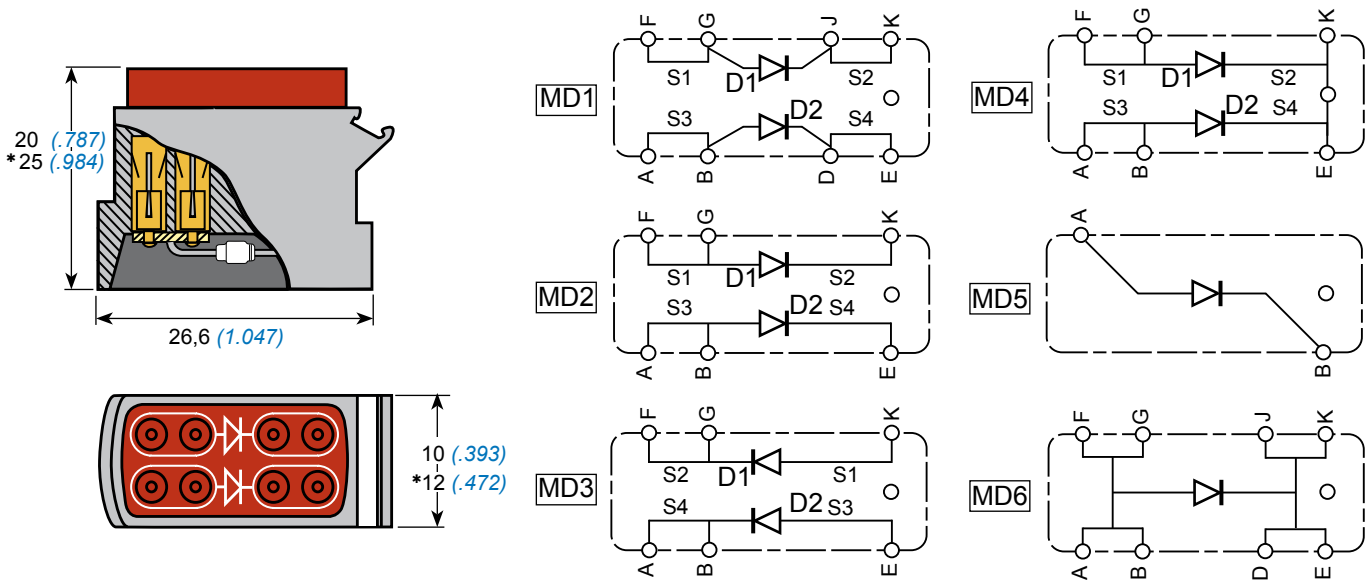 20 (.787)
*25 (.984)
26,6 (1.047)
10 (.393)
*12 (.472)
MD1
F G J K
S1 D1 S2
S3 D2 S4
A B D E
MD2
F G K
S1 D1 S2
S3 D2 S4
A B E
MD3
F G K
S2 D1 S1
S4 D2 S3
A B E
MD4
F G K
S1 D1 S2
S3 D2 S4
A B E
MD5
A
B
MD6
F G J K
A B D E